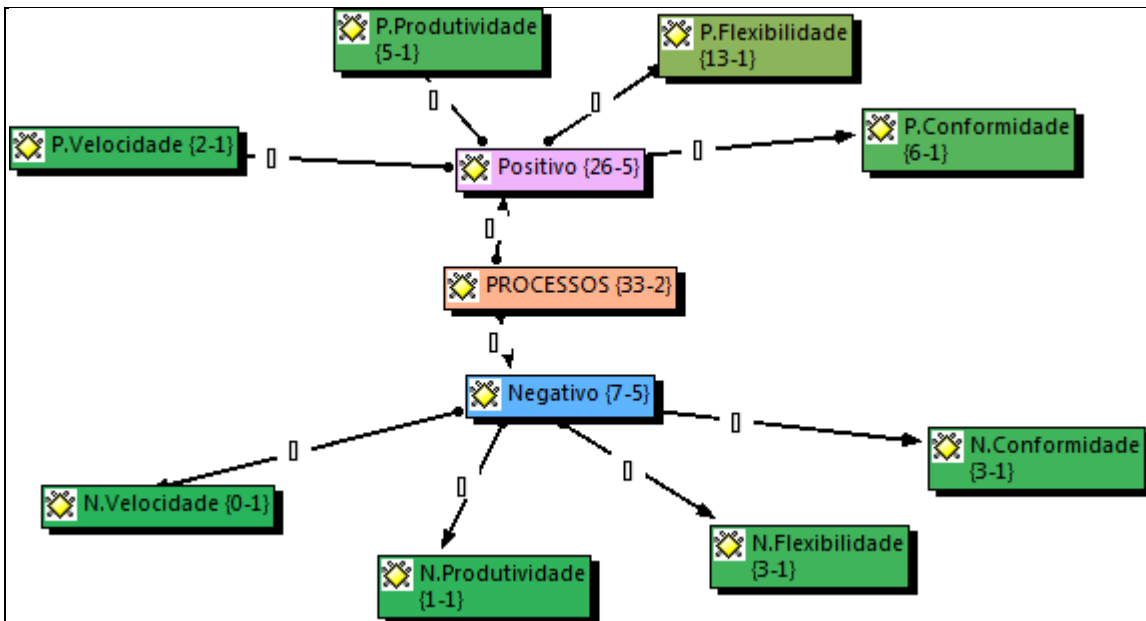 P.Produtividade
{5-1}
P.Flexibilidade
{13-1}
P.Velocidade {2-1}
P.Conformidade
{6-1}
Positivo {26-5}
PROCESSOS {33-2}
Negativo {7-5}
N.Conformidade
{3-1}
N.Velocidade {0-1}
N.Flexibilidade
{3-1}
N.Produtividade
{1-1}